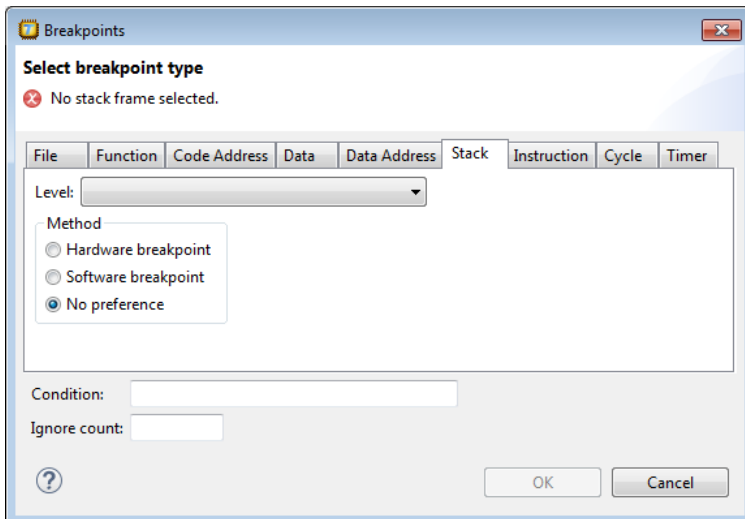 Breakpoints
Select breakpoint type
No stack frame selected.
File Function Code Address Data Data Address Stack Instruction Cycle Timer
Level:
Method
Hardware breakpoint
Software breakpoint
No preference
Condition:
Ignore count:
? OK Cancel